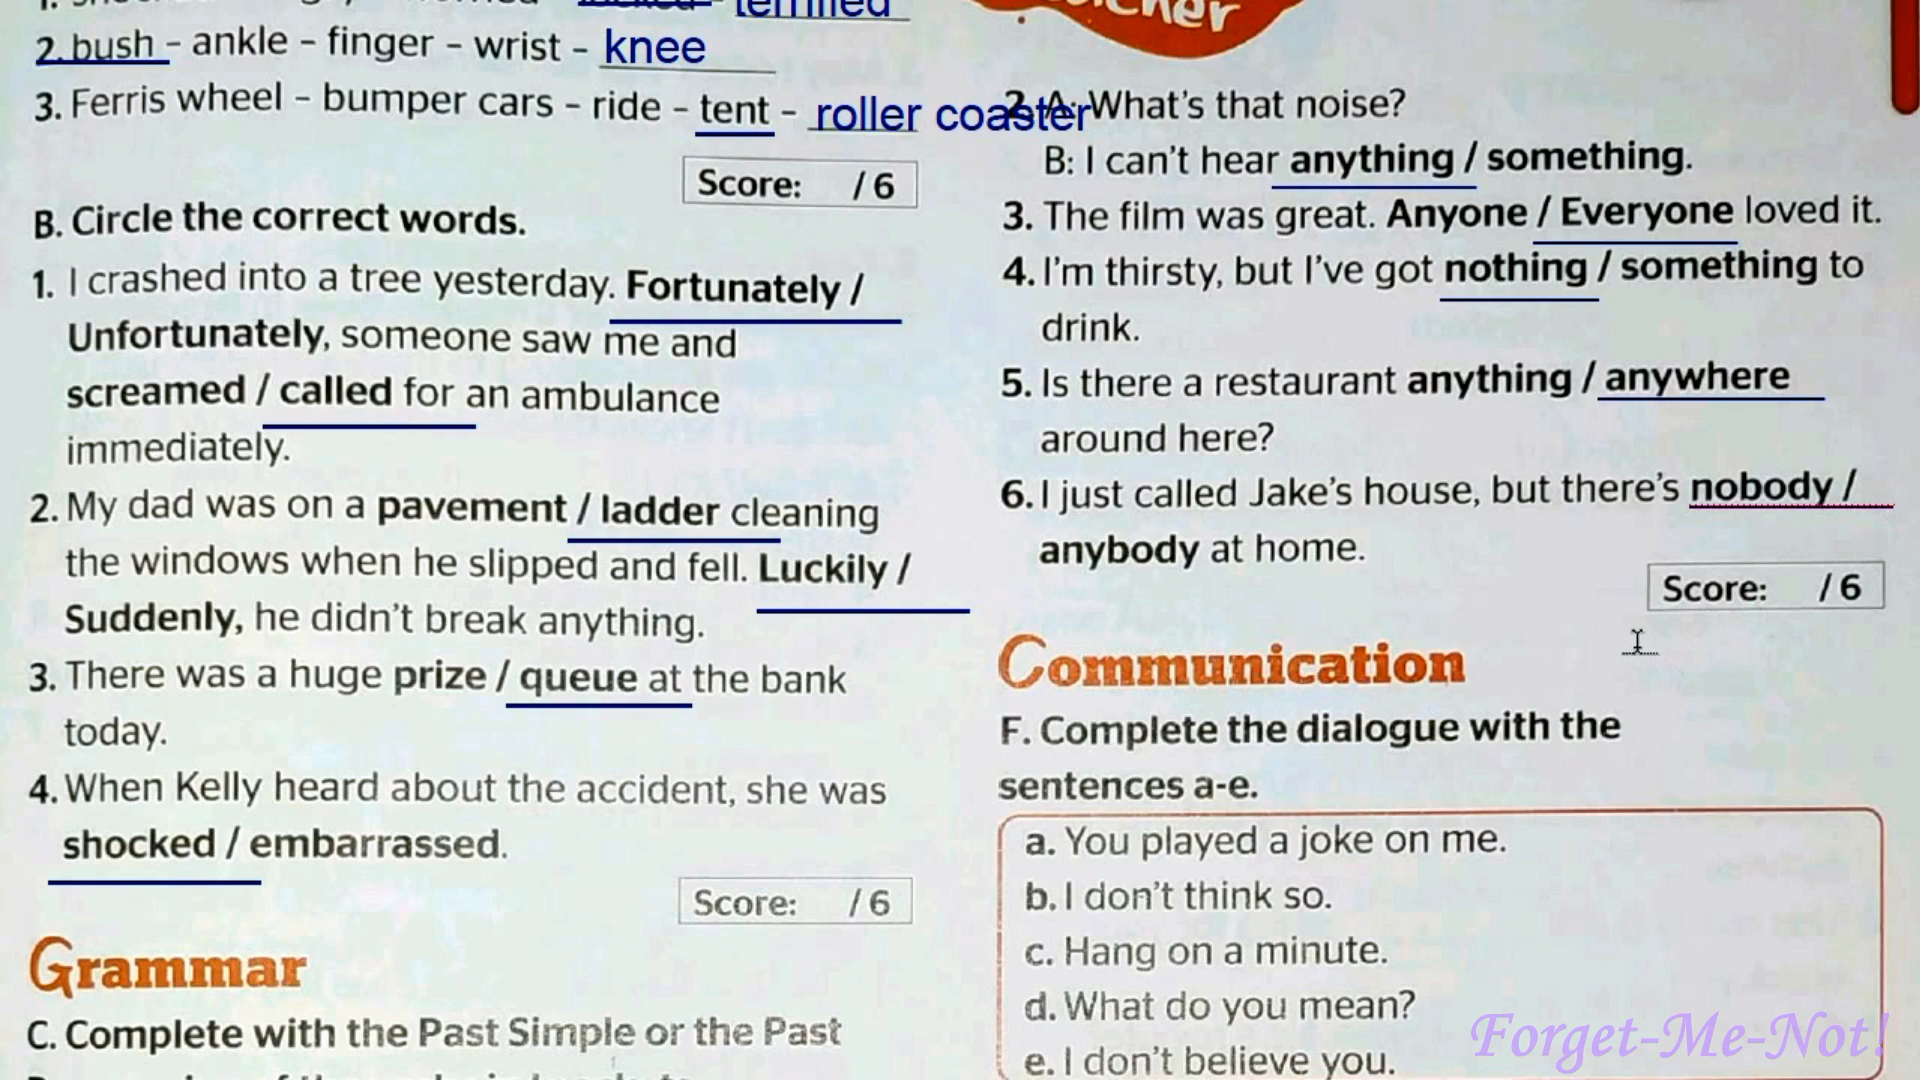 terrified
2. bush - ankle - finger - wrist - knee
3. Ferris wheel - bumper cars - ride - tent - roller coaster
Score: / 6
B. Circle the correct words.
1. I crashed into a tree yesterday. Fortunately /
Unfortunately, someone saw me and
screamed / called for an ambulance
immediately.
2. My dad was on a pavement / ladder cleaning
the windows when he slipped and fell. Luckily /
Suddenly, he didn't break anything.
3. There was a huge prize / queue at the bank
today.
4. When Kelly heard about the accident, she was
shocked / embarrassed.
Score: / 6
Grammar
C. Complete with the Past Simple or the Past
2. A: What's that noise?
B: I can't hear anything / something.
3. The film was great. Anyone / Everyone loved it.
4. I'm thirsty, but I've got nothing / something to
drink.
5. Is there a restaurant anything / anywhere
around here?
6. I just called Jake's house, but there's nobody /
anybody at home.
Score: / 6
Communication
F. Complete the dialogue with the
sentences a-e.
a. You played a joke on me.
b. I don't think so.
c. Hang on a minute.
d. What do you mean?
e. I don't believe you.
Forget-Me-Not!